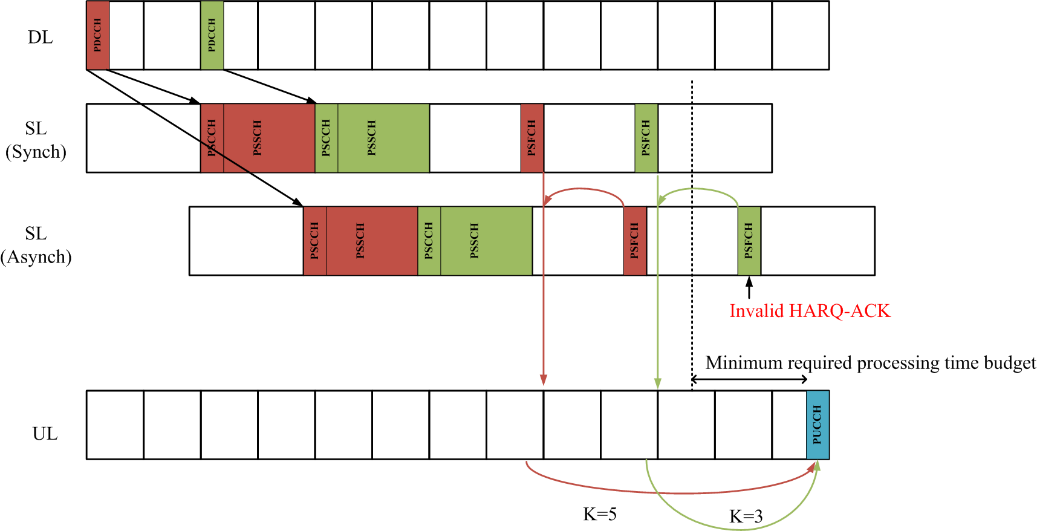 DL
PDCCH
PDCCH
SL
(Synch)
PSCCH
PSSCH
PSCCH
PSSCH
PSFCH
PSFCH
SL
(Asynch)
PSCCH
PSSCH
PSCCH
PSSCH
PSFCH
PSFCH
Invalid HARQ-ACK
Minimum required processing time budget
UL
PUCCH
K=5
K=3